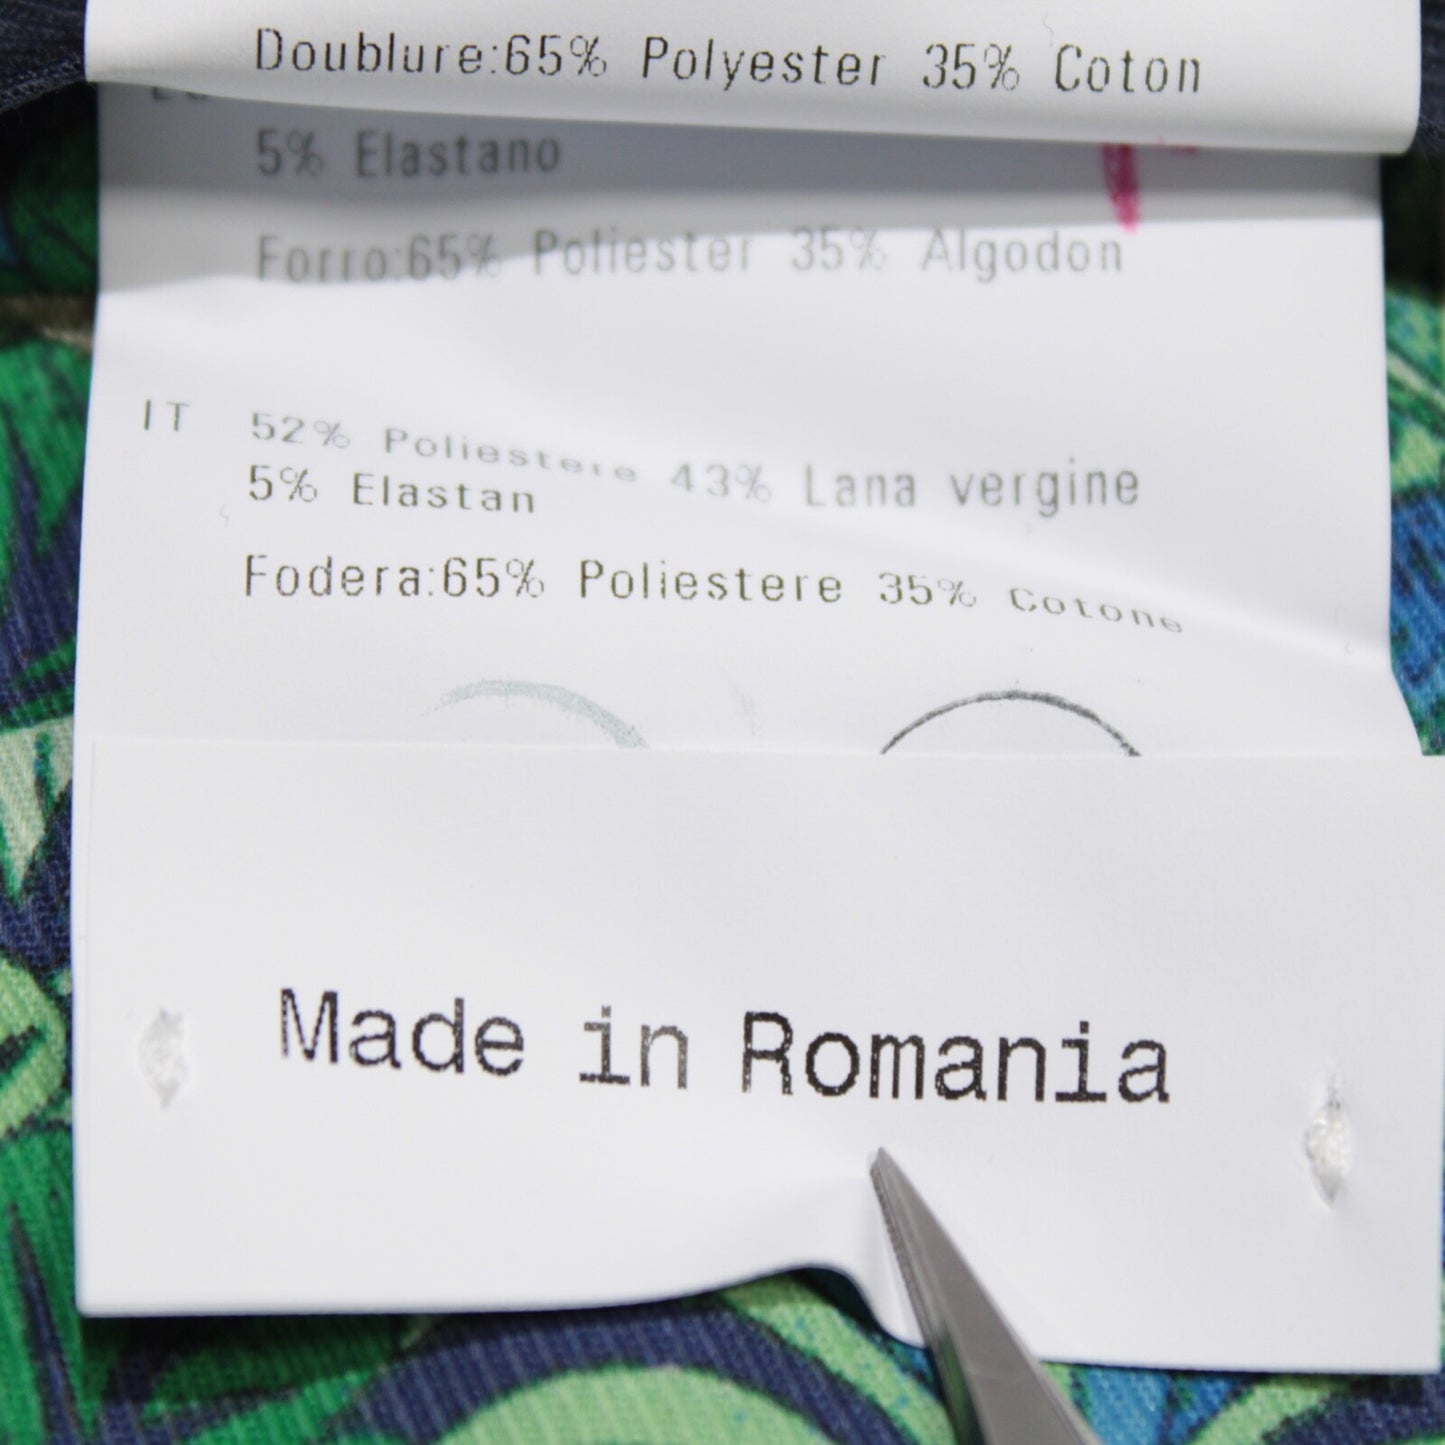 Doublure:65% Polyester 35% Coton
5% Elastano
Forro:65% Poliester 35% Algodon
IT 52% Poliestere 43% Lana vergine
5% Elastan
Fodera:65% Poliestere 35% Cotone
Made in Romania